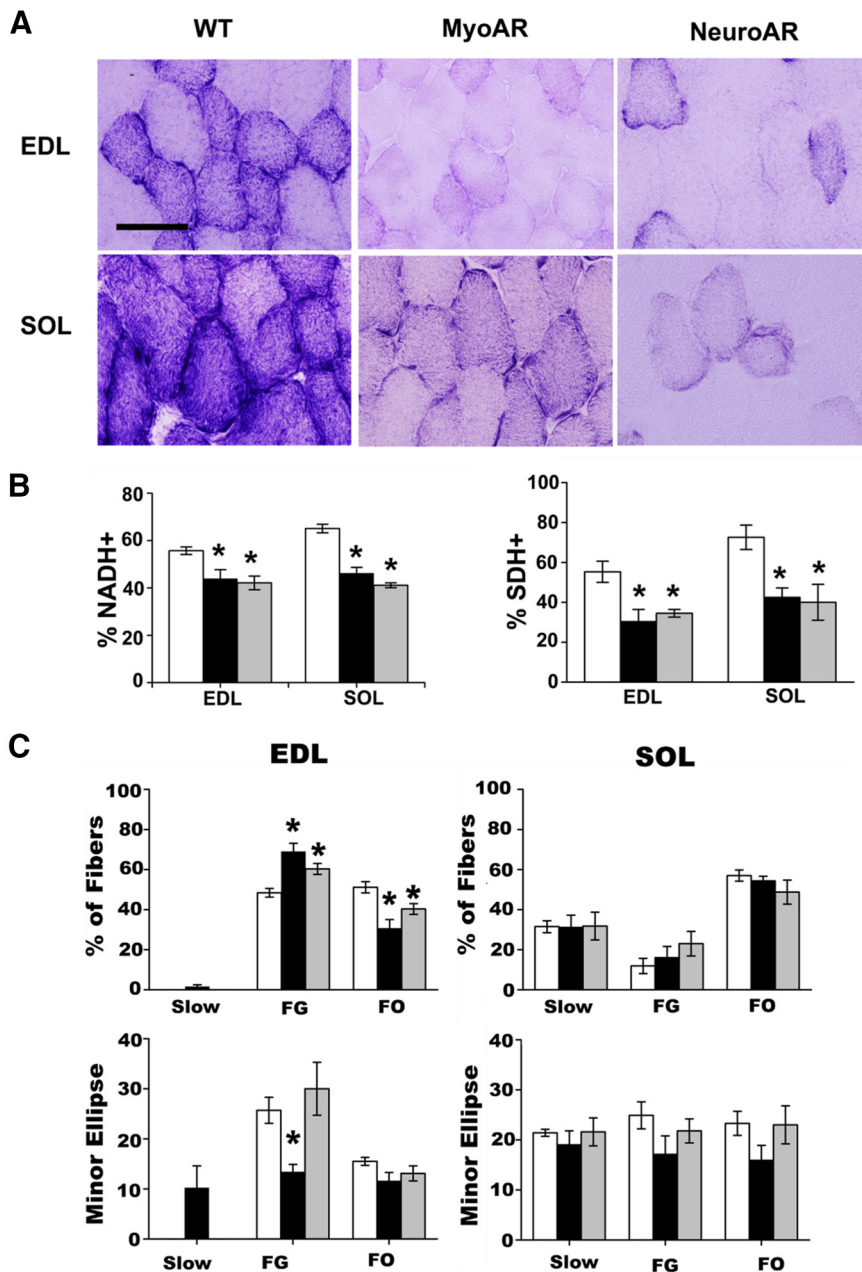 A
WT MyoAR NeuroAR
EDL
SOL
B
80
60
40
20
0
% NADH+
* * * *
EDL SOL
100
80
60
40
20
0
% SDH+
* * * *
EDL SOL
C
EDL SOL
100
80
60
40
20
0
% of Fibers
* * * *
Slow FG FO
100
80
60
40
20
0
% of Fibers
Slow FG FO
40
30
20
10
0
Minor Ellipse
*
Slow FG FO
40
30
20
10
0
Minor Ellipse
Slow FG FO